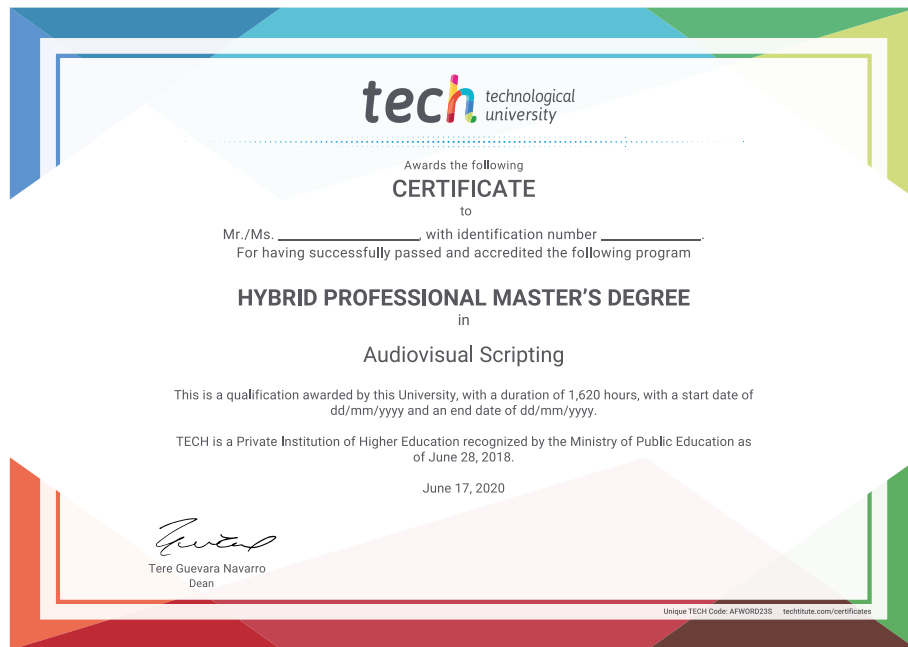 tech technological
university
Awards the following
CERTIFICATE
to
Mr./Ms. ____________________, with identification number ______________.
For having successfully passed and accredited the following program
HYBRID PROFESSIONAL MASTER'S DEGREE
in
Audiovisual Scripting
This is a qualification awarded by this University, with a duration of 1,620 hours, with a start date of
dd/mm/yyyy and an end date of dd/mm/yyyy.
TECH is a Private Institution of Higher Education recognized by the Ministry of Public Education as
of June 28, 2018.
June 17, 2020
Tere Guevara Navarro
Dean
Unique TECH Code: AFWORD23S techtitute.com/certificates